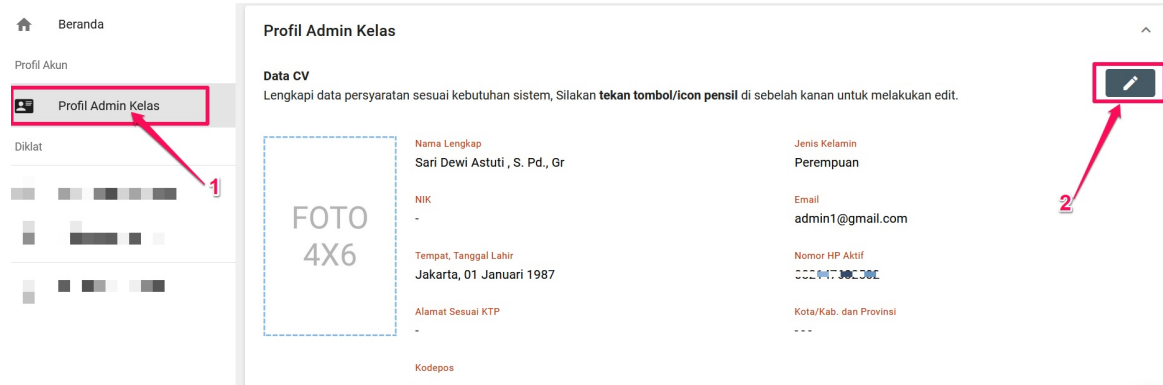 Beranda
Profil Akun
Profil Admin Kelas
Diklat
1
Profil Admin Kelas
Data CV
Lengkapi data persyaratan sesuai kebutuhan sistem, Silakan tekan tombol/icon pensil di sebelah kanan untuk melakukan edit.
2
FOTO
4X6
Nama Lengkap
Sari Dewi Astuti , S. Pd., Gr
Jenis Kelamin
Perempuan
NIK
-
Email
admin1@gmail.com
Tempat, Tanggal Lahir
Jakarta, 01 Januari 1987
Nomor HP Aktif
Alamat Sesuai KTP
-
Kota/Kab. dan Provinsi
- - -
Kodepos